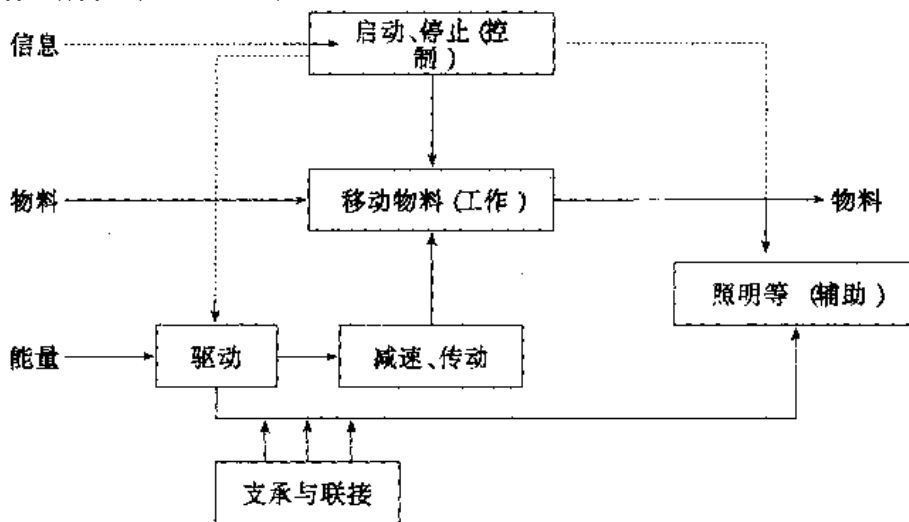 信息
启动、停止(控
制)
物料
移动物料(工作)
物料
照明等(辅助)
能量
驱动
减速、传动
支承与联接